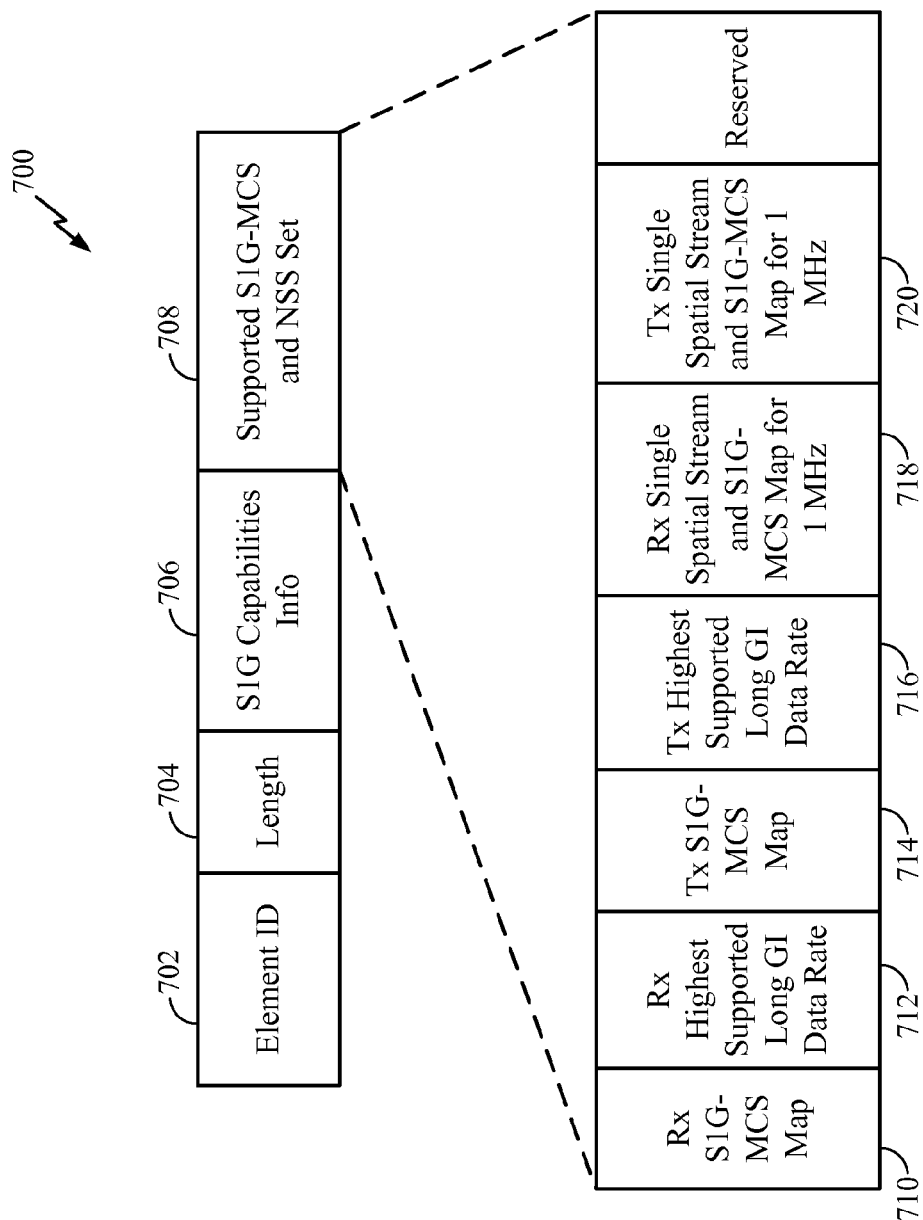 700
702
704
706
708
Element ID
Length
S1G Capabilities
Info
Supported S1G-MCS
and NSS Set
Rx
S1G-
MCS
Map
Rx
Highest
Supported
Long GI
Data Rate
Tx S1G-
MCS
Map
Tx Highest
Supported
Long GI
Data Rate
Rx Single
Spatial Stream
and S1G-
MCS Map for
1 MHz
Tx Single
Spatial Stream
and S1G-MCS
Map for 1
MHz
Reserved
710
712
714
716
718
720